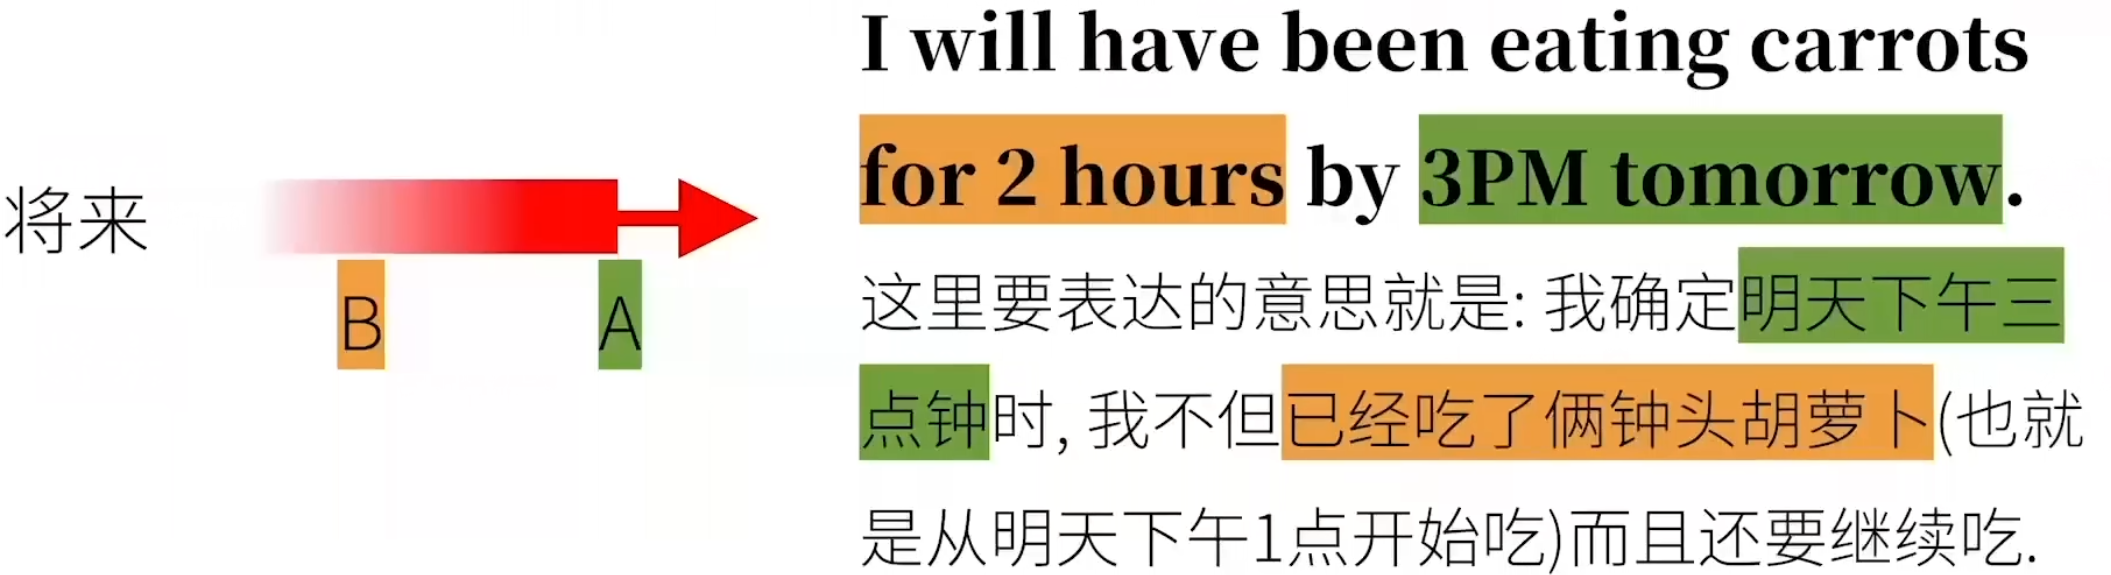 I will have been eating carrots
for 2 hours by 3PM tomorrow.
将来
B
A
这里要表达的意思就是: 我确定明天下午三
点钟时, 我不但已经吃了俩钟头胡萝卜(也就
是从明天下午1点开始吃)而且还要继续吃.